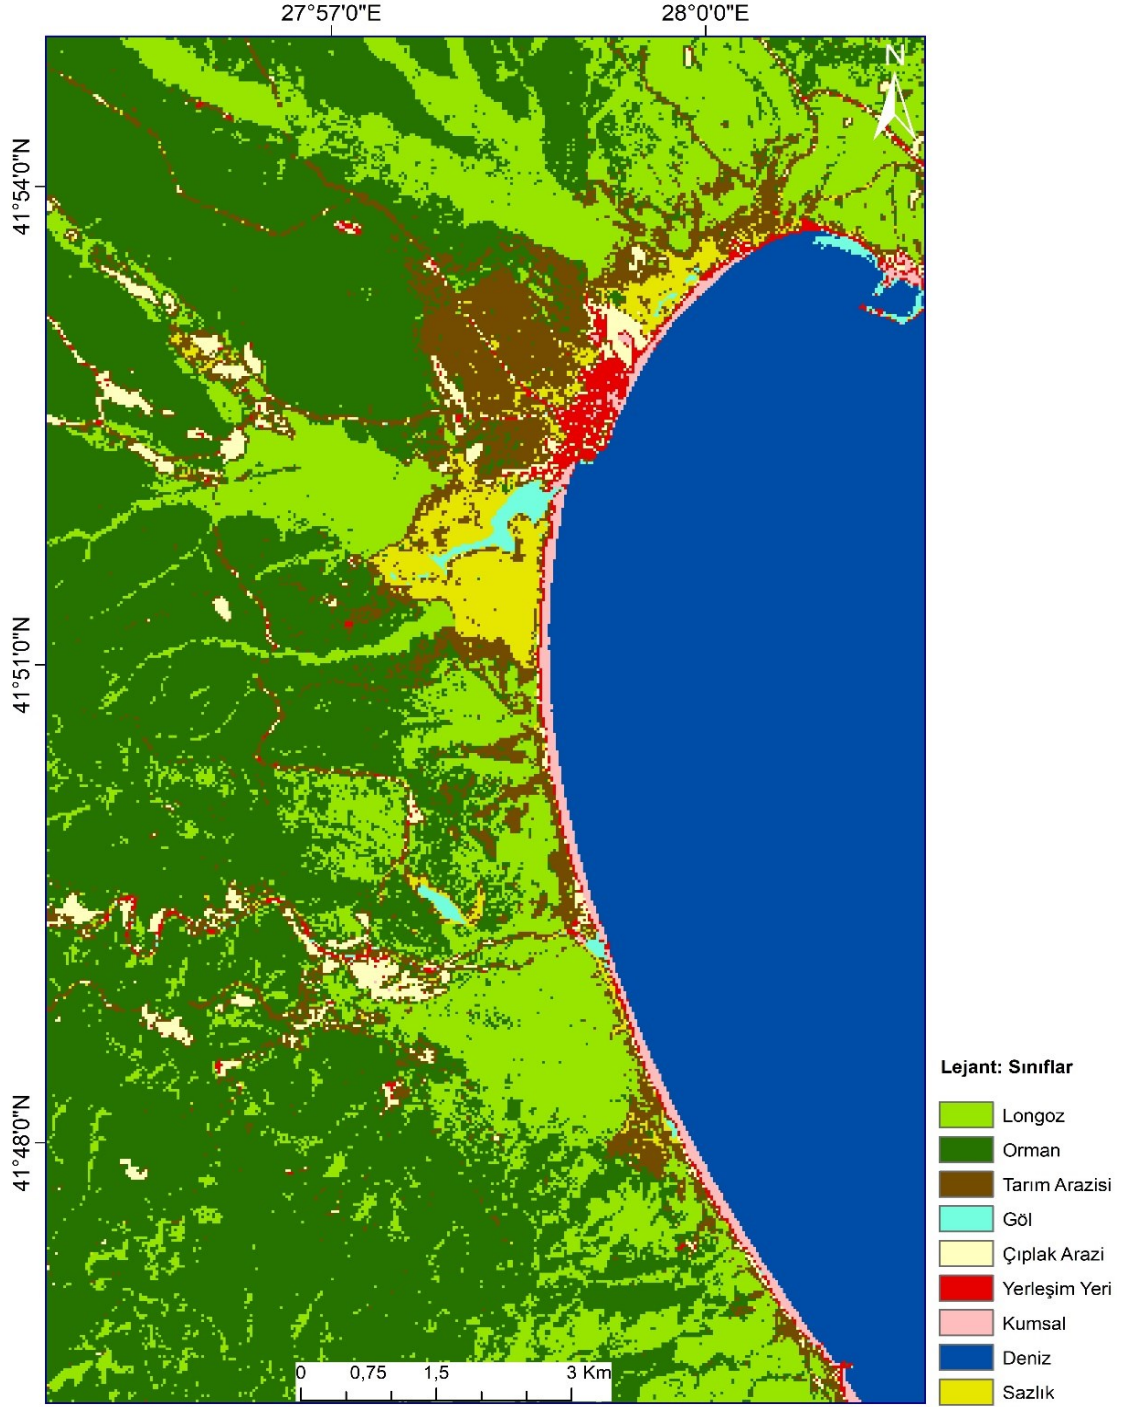 27°57'0"E
28°0'0"E
N
41°54'0"N
41°51'0"N
41°48'0"N
Lejant: Sınıflar
Longoz
Orman
Tarım Arazisi
Göl
Çıplak Arazi
Yerleşim Yeri
Kumsal
Deniz
Sazlık
0 0,75 1,5 3 Km